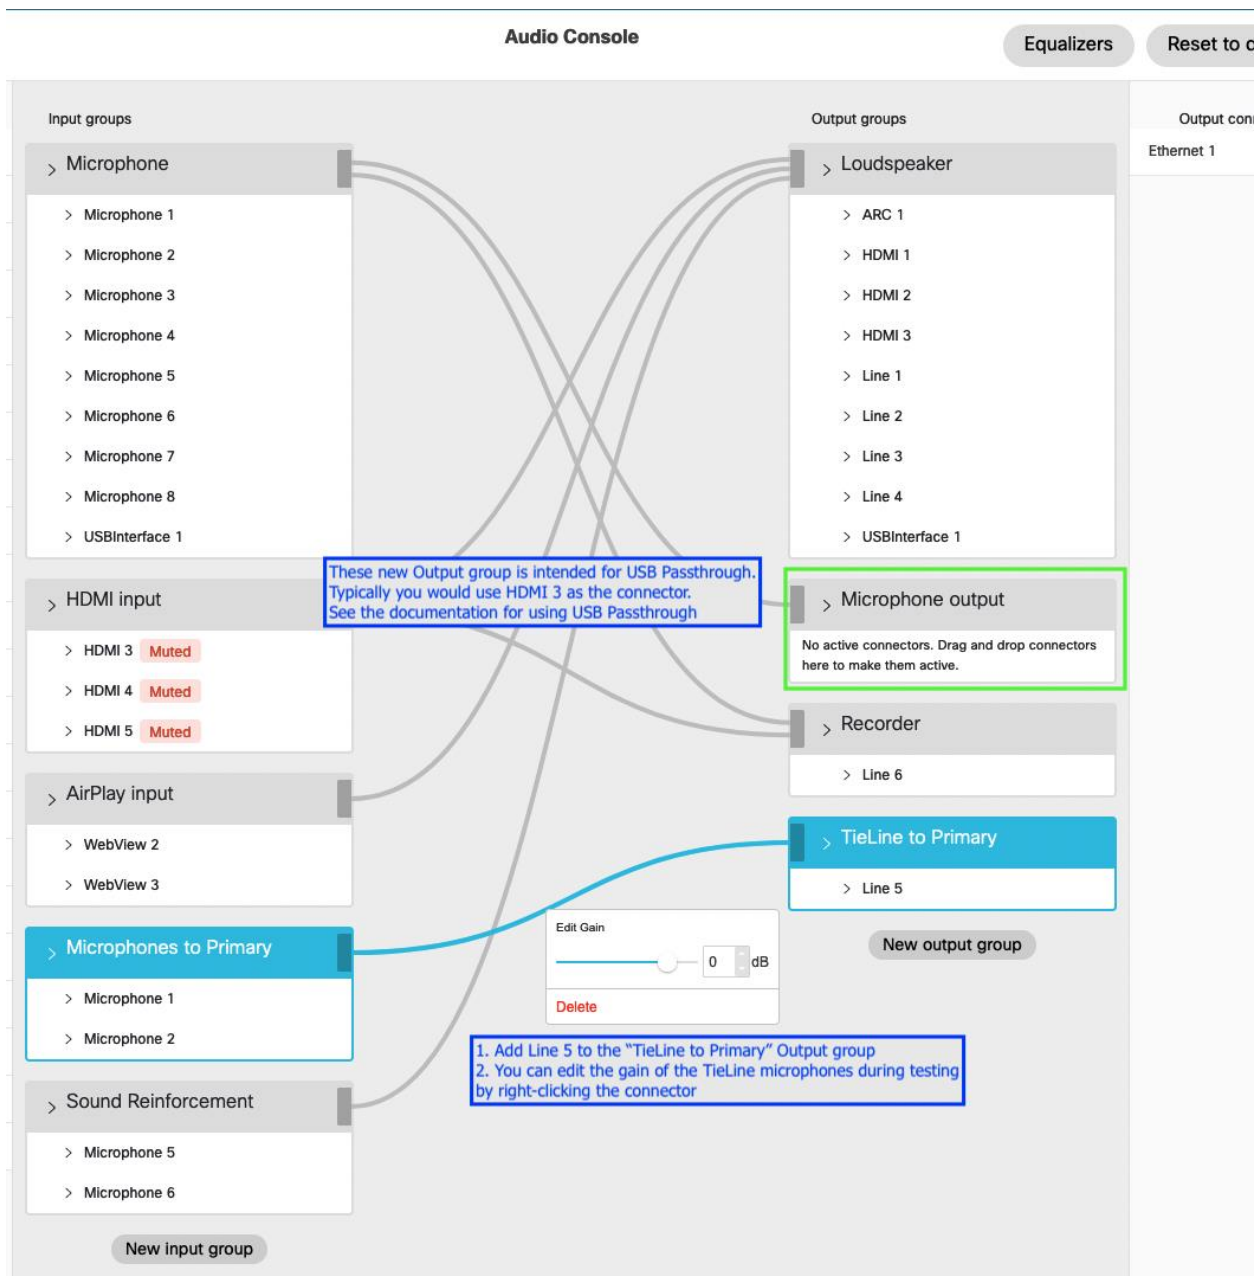 Audio Console
Equalizers
Reset to d
Input groups
Output groups
Output conn
Ethernet 1
Microphone
Microphone 1
Microphone 2
Microphone 3
Microphone 4
Microphone 5
Microphone 6
Microphone 7
Microphone 8
USBInterface 1
Loudspeaker
ARC 1
HDMI 1
HDMI 2
HDMI 3
Line 1
Line 2
Line 3
Line 4
USBInterface 1
These new Output group is intended for USB Passthrough.
Typically you would use HDMI 3 as the connector.
See the documentation for using USB Passthrough
HDMI input
HDMI 3 Muted
HDMI 4 Muted
HDMI 5 Muted
Microphone output
No active connectors. Drag and drop connectors
here to make them active.
Recorder
Line 6
AirPlay input
WebView 2
WebView 3
TieLine to Primary
Line 5
New output group
Microphones to Primary
Microphone 1
Microphone 2
Edit Gain
0 dB
Delete
1. Add Line 5 to the “TieLine to Primary” Output group
2. You can edit the gain of the TieLine microphones during testing
by right-clicking the connector
Sound Reinforcement
Microphone 5
Microphone 6
New input group